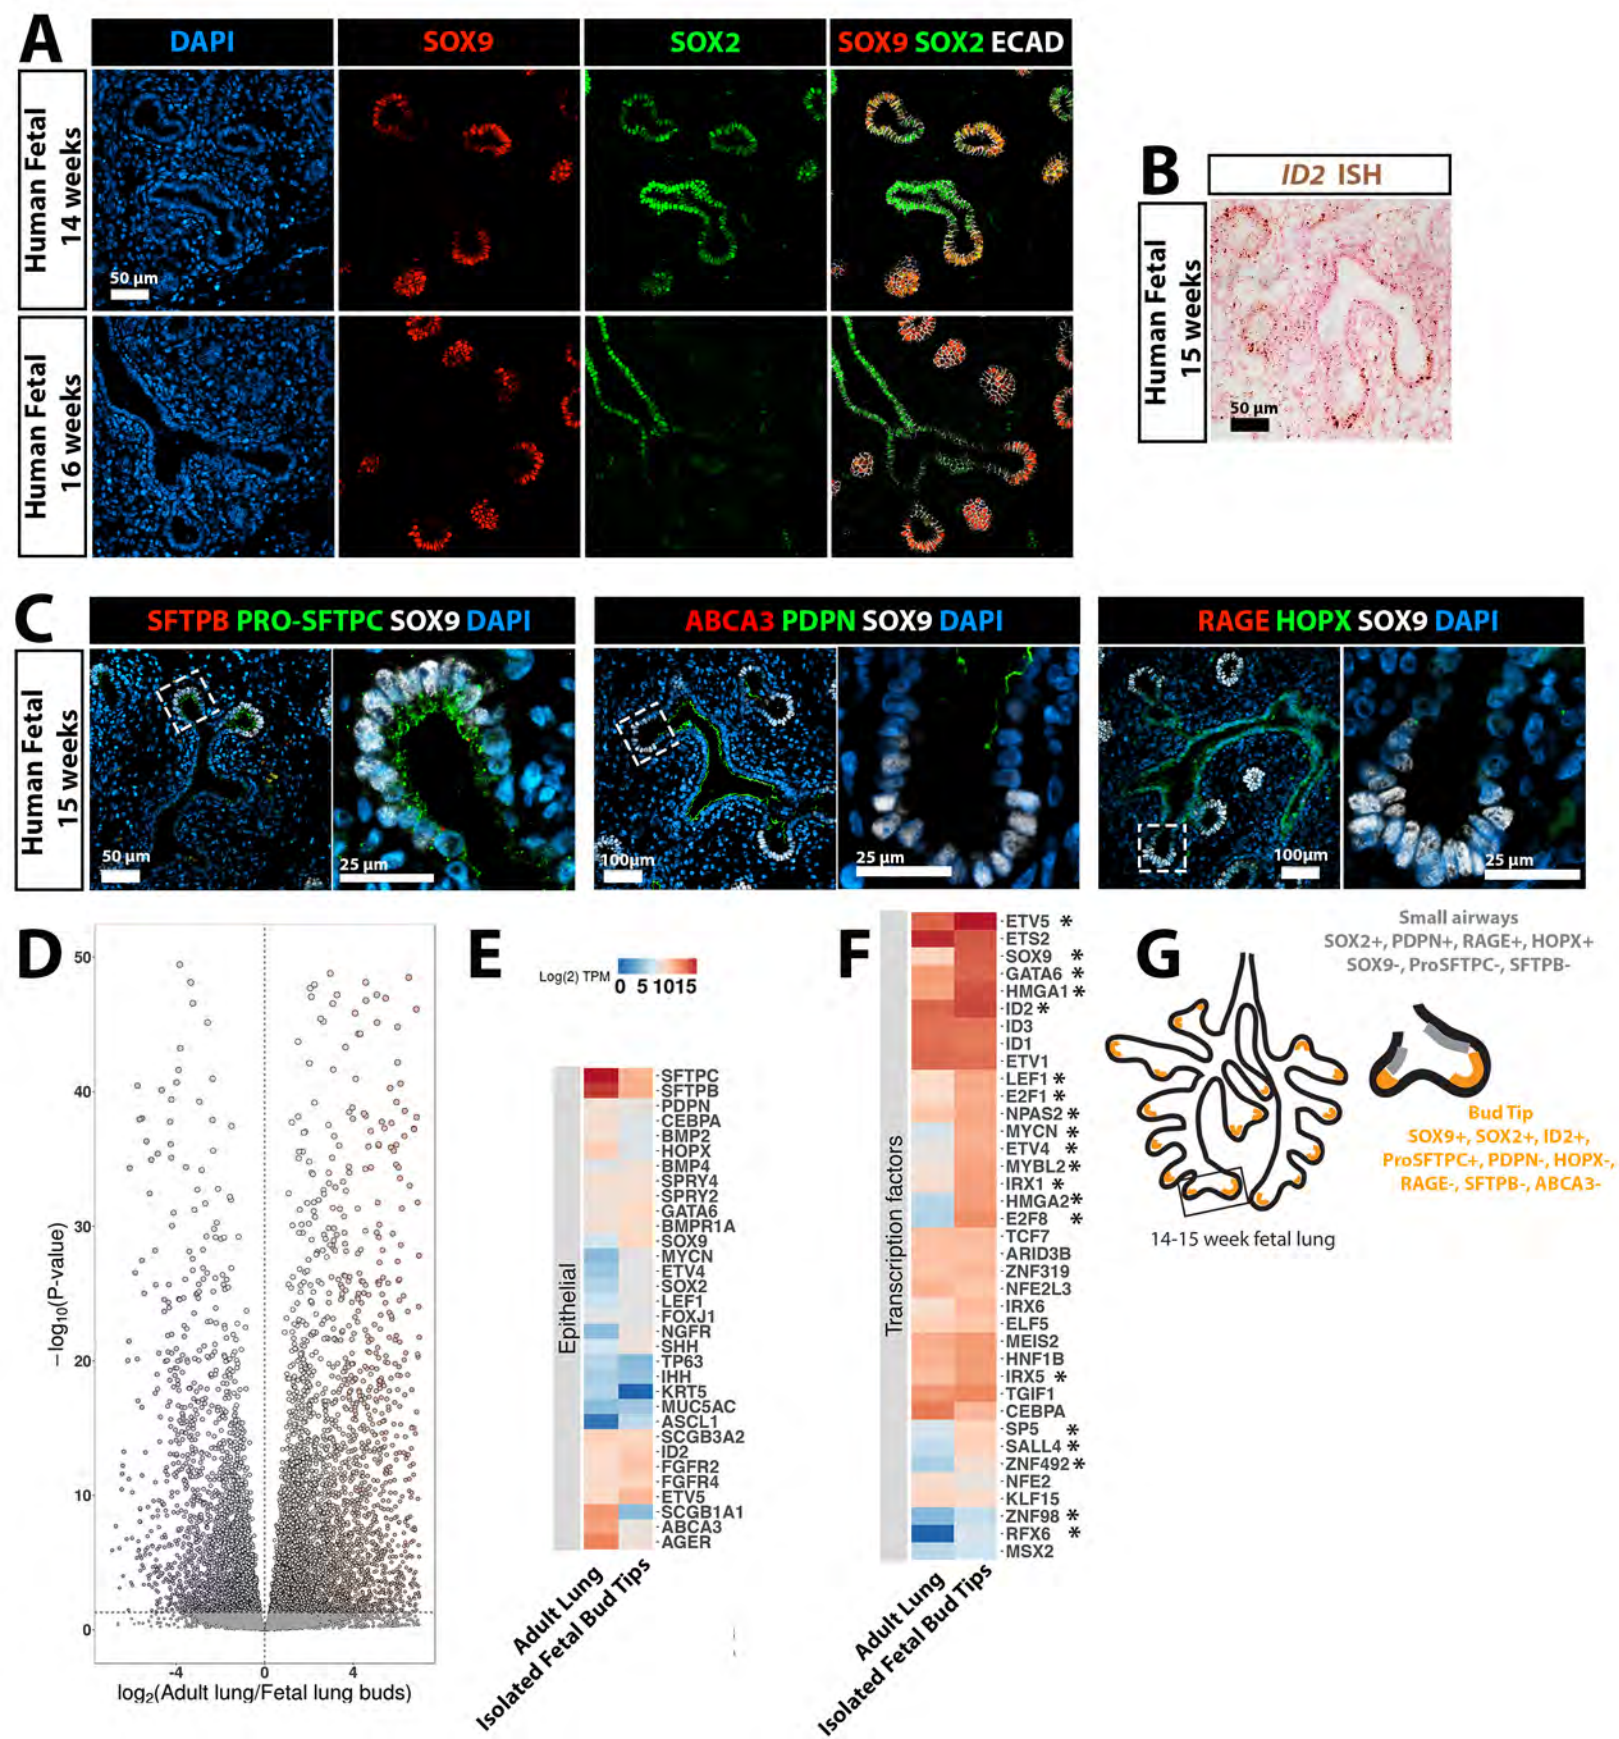 A
DAPI
SOX9
SOX2
SOX9 SOX2 ECAD
Human Fetal
14 weeks
50 µm
Human Fetal
16 weeks
B
ID2 ISH
Human Fetal
15 weeks
50 µm
C
SFTPB PRO-SFTPC SOX9 DAPI
ABCA3 PDPN SOX9 DAPI
RAGE HOPX SOX9 DAPI
Human Fetal
15 weeks
50 µm
25 µm
100µm
25 µm
100µm
25 µm
D
50
40
30
20
10
0
-4
0
4
−log10(P-value)
log2(Adult lung/Fetal lung buds)
E
Log(2) TPM
0 5 10 15
Epithelial
SFTPC
SFTPB
PDPN
CEBPA
BMP2
HOPX
BMP4
SPRY4
SPRY2
GATA6
BMPR1A
SOX9
MYCN
ETV4
SOX2
LEF1
FOXJ1
NGFR
SHH
TP63
IHH
KRT5
MUC5AC
ASCL1
SCGB3A2
ID2
FGFR2
FGFR4
ETV5
SCGB1A1
ABCA3
AGER
Adult Lung
Isolated Fetal Bud Tips
F
Transcription factors
ETV5 *
ETS2
SOX9 *
GATA6 *
HMGA1 *
ID2 *
ID3
ID1
ETV1
LEF1 *
E2F1 *
NPAS2 *
MYCN *
ETV4 *
MYBL2 *
IRX1 *
HMGA2 *
E2F8 *
TCF7
ARID3B
ZNF319
NFE2L3
IRX6
ELF5
MEIS2
HNF1B
IRX5 *
TGIF1
CEBPA
SP5 *
SALL4 *
ZNF492 *
NFE2
KLF15
ZNF98 *
RFX6 *
MSX2
Adult Lung
Isolated Fetal Bud Tips
G
Small airways
SOX2+, PDPN+, RAGE+, HOPX+
SOX9-, ProSFTPC-, SFTPB-
Bud Tip
SOX9+, SOX2+, ID2+,
ProSFTPC+, PDPN-, HOPX-,
RAGE-, SFTPB-, ABCA3-
14-15 week fetal lung